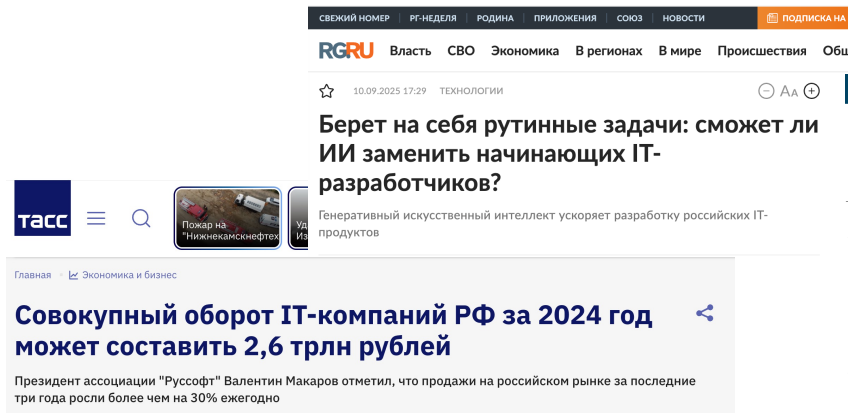 СВЕЖИЙ НОМЕР РГ-НЕДЕЛЯ РОДИНА ПРИЛОЖЕНИЯ СОЮЗ НОВОСТИ ПОДПИСКА НА
RGRU Власть СВО Экономика В регионах В мире Происшествия Общ
10.09.2025 17:29 ТЕХНОЛОГИИ
Берет на себя рутинные задачи: сможет ли
ИИ заменить начинающих IT-
разработчиков?
Генеративный искусственный интеллект ускоряет разработку российских IT-
продуктов
ТАСС
Пожар на
"Нижнекамскнефтех
Уд
Из
Главная Экономика и бизнес
Совокупный оборот IT-компаний РФ за 2024 год
может составить 2,6 трлн рублей
Президент ассоциации "Руссофт" Валентин Макаров отметил, что продажи на российском рынке за последние
три года росли более чем на 30% ежегодно